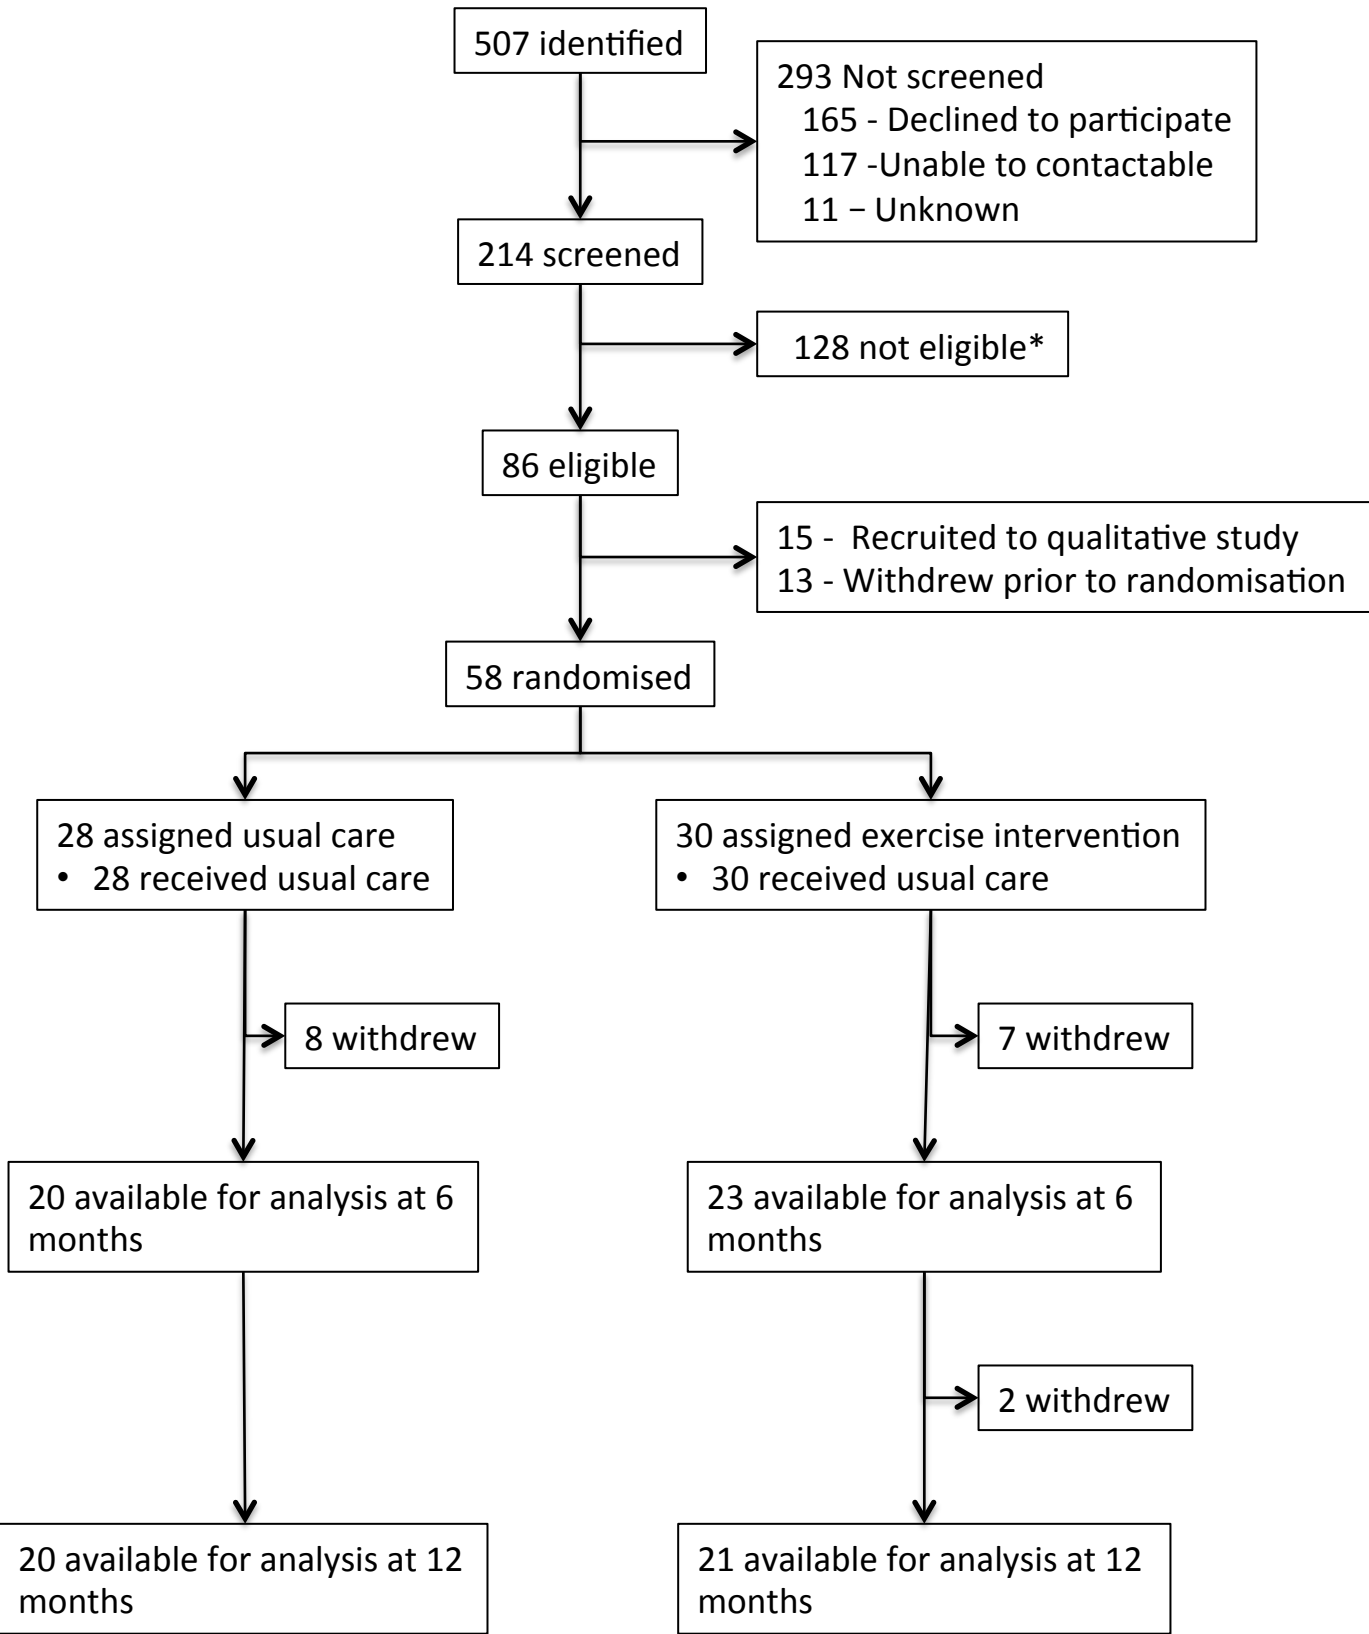 507 identified
293 Not screened
165 - Declined to participate
117 -Unable to contactable
11 – Unknown
214 screened
128 not eligible*
86 eligible
15 -  Recruited to qualitative study
13 - Withdrew prior to randomisation
58 randomised
28 assigned usual care
• 28 received usual care
30 assigned exercise intervention
• 30 received usual care
8 withdrew
7 withdrew
20 available for analysis at 6
months
23 available for analysis at 6
months
2 withdrew
20 available for analysis at 12
months
21 available for analysis at 12
months